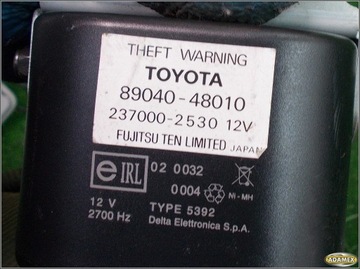 THEFT WARNING
TOYOTA
89040-48010
237000-2530 12V
FUJITSU TEN LIMITED JAPAN
e IRL 02 0032
0004 Ni-MH
12 V TYPE 5392
2700 Hz Delta Elettronica S.p.A.
ADAMEX